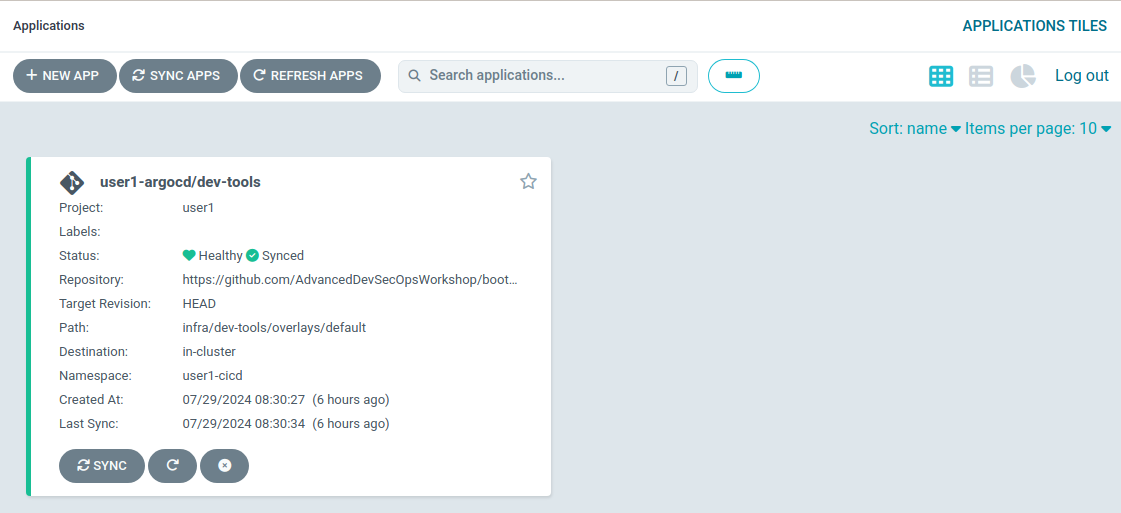 Applications
APPLICATIONS TILES
NEW APP SYNC APPS REFRESH APPS Search applications... / Log out
Sort: name Items per page: 10
user1-argocd/dev-tools
Project: user1
Labels:
Status: Healthy Synced
Repository: https://github.com/AdvancedDevSecOpsWorkshop/boot…
Target Revision: HEAD
Path: infra/dev-tools/overlays/default
Destination: in-cluster
Namespace: user1-cicd
Created At: 07/29/2024 08:30:27 (6 hours ago)
Last Sync: 07/29/2024 08:30:34 (6 hours ago)
SYNC